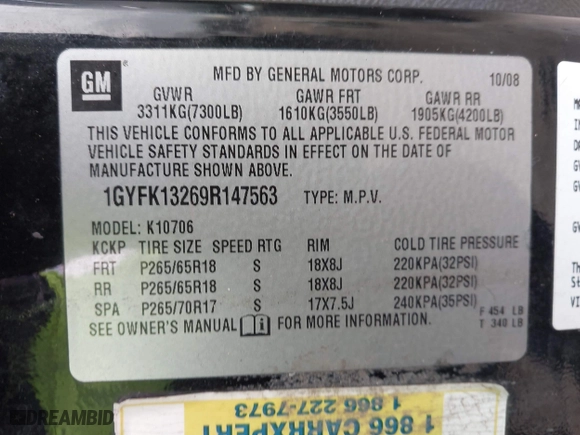 GM
MFD BY GENERAL MOTORS CORP. 10/08
GVWR GAWR FRT GAWR RR
3311KG(7300LB) 1610KG(3550LB) 1905KG(4200LB)
THIS VEHICLE CONFORMS TO ALL APPLICABLE U.S. FEDERAL MOTOR
VEHICLE SAFETY STANDARDS IN EFFECT ON THE DATE OF
MANUFACTURE SHOWN ABOVE.
1GYFK13269R147563 TYPE: M.P.V.
MODEL: K10706
KCKP TIRE SIZE SPEED RTG RIM COLD TIRE PRESSURE
FRT P265/65R18 S 18X8J 220KPA(32PSI)
RR P265/65R18 S 18X8J 220KPA(32PSI)
SPA P265/70R17 S 17X7.5J 240KPA(35PSI)
F 454 LB
SEE OWNER'S MANUAL FOR MORE INFORMATION. T 340 LB
1 866 CARHXPERT
1 866 227-7973
DREAMBID